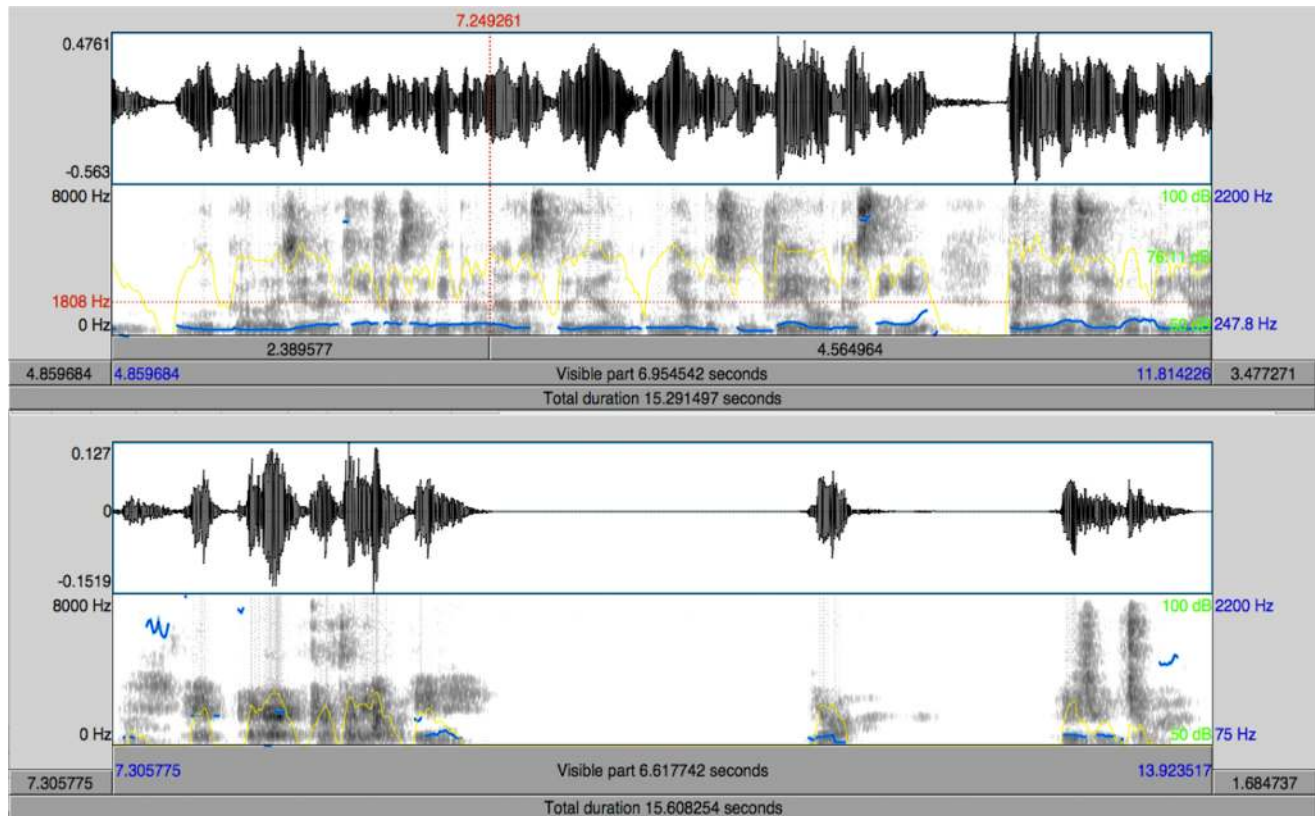 7.249261
0.4761
-0.563
8000 Hz 100 dB 2200 Hz
76.11 dB
1808 Hz
0 Hz 50 dB 247.8 Hz
2.389577 4.564964
4.859684 4.859684 Visible part 6.954542 seconds 11.814226 3.477271
Total duration 15.291497 seconds
0.127
0
-0.1519
8000 Hz 100 dB 2200 Hz
0 Hz 50 dB 75 Hz
7.305775 7.305775 Visible part 6.617742 seconds 13.923517 1.684737
Total duration 15.608254 seconds